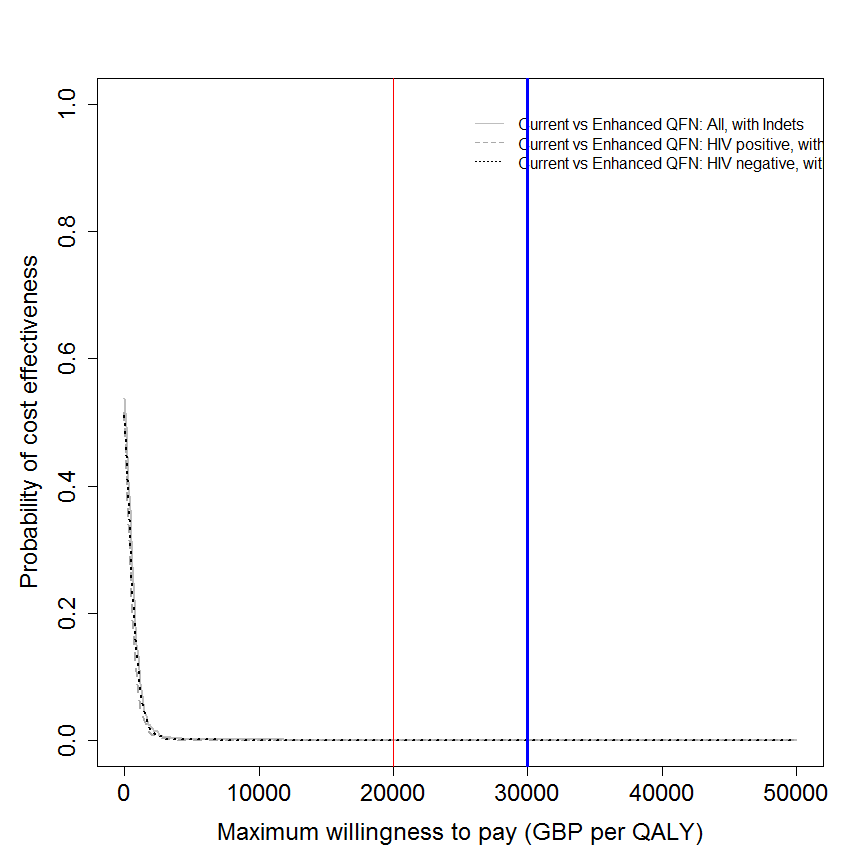 Current vs Enhanced QFN: All, with Indets
Current vs Enhanced QFN: HIV positive, with
Current vs Enhanced QFN: HIV negative, wit
1.0
0.8
0.6
0.4
0.2
0.0
Probability of cost effectiveness
0 10000 20000 30000 40000 50000
Maximum willingness to pay (GBP per QALY)